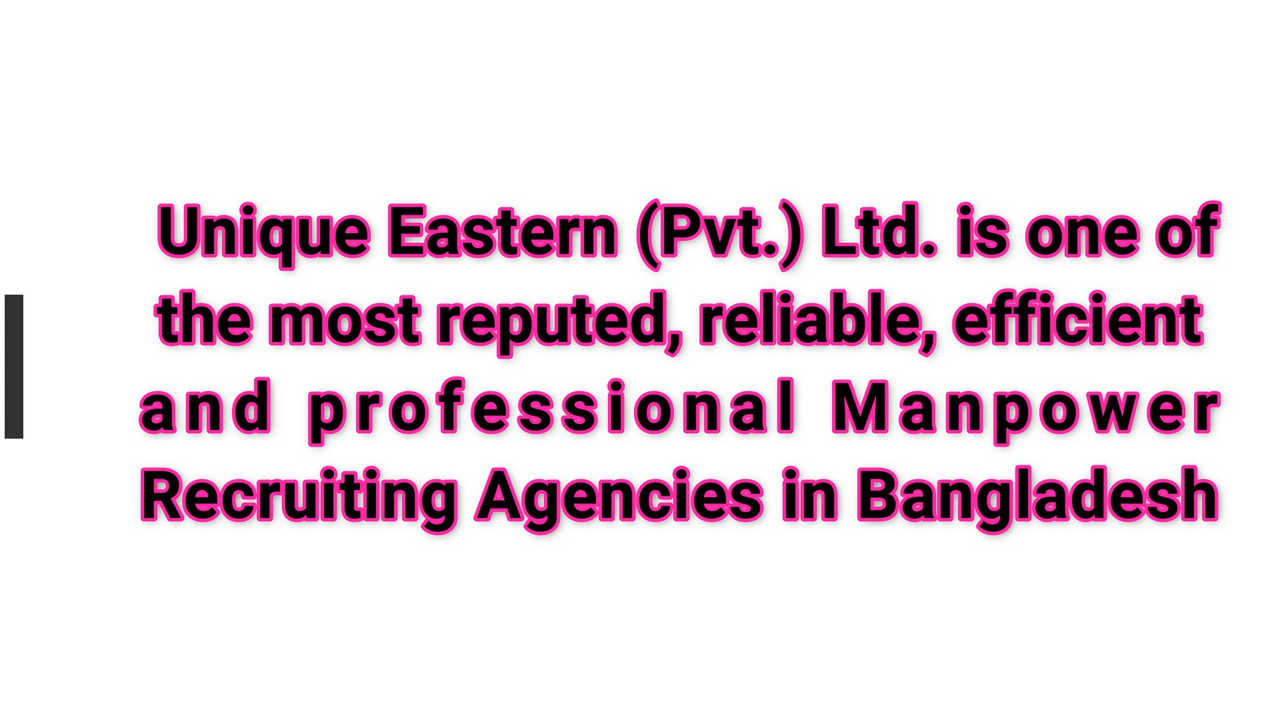 Unique Eastern (Pvt.) Ltd. is one of
the most reputed, reliable, efficient
and professional Manpower
Recruiting Agencies in Bangladesh